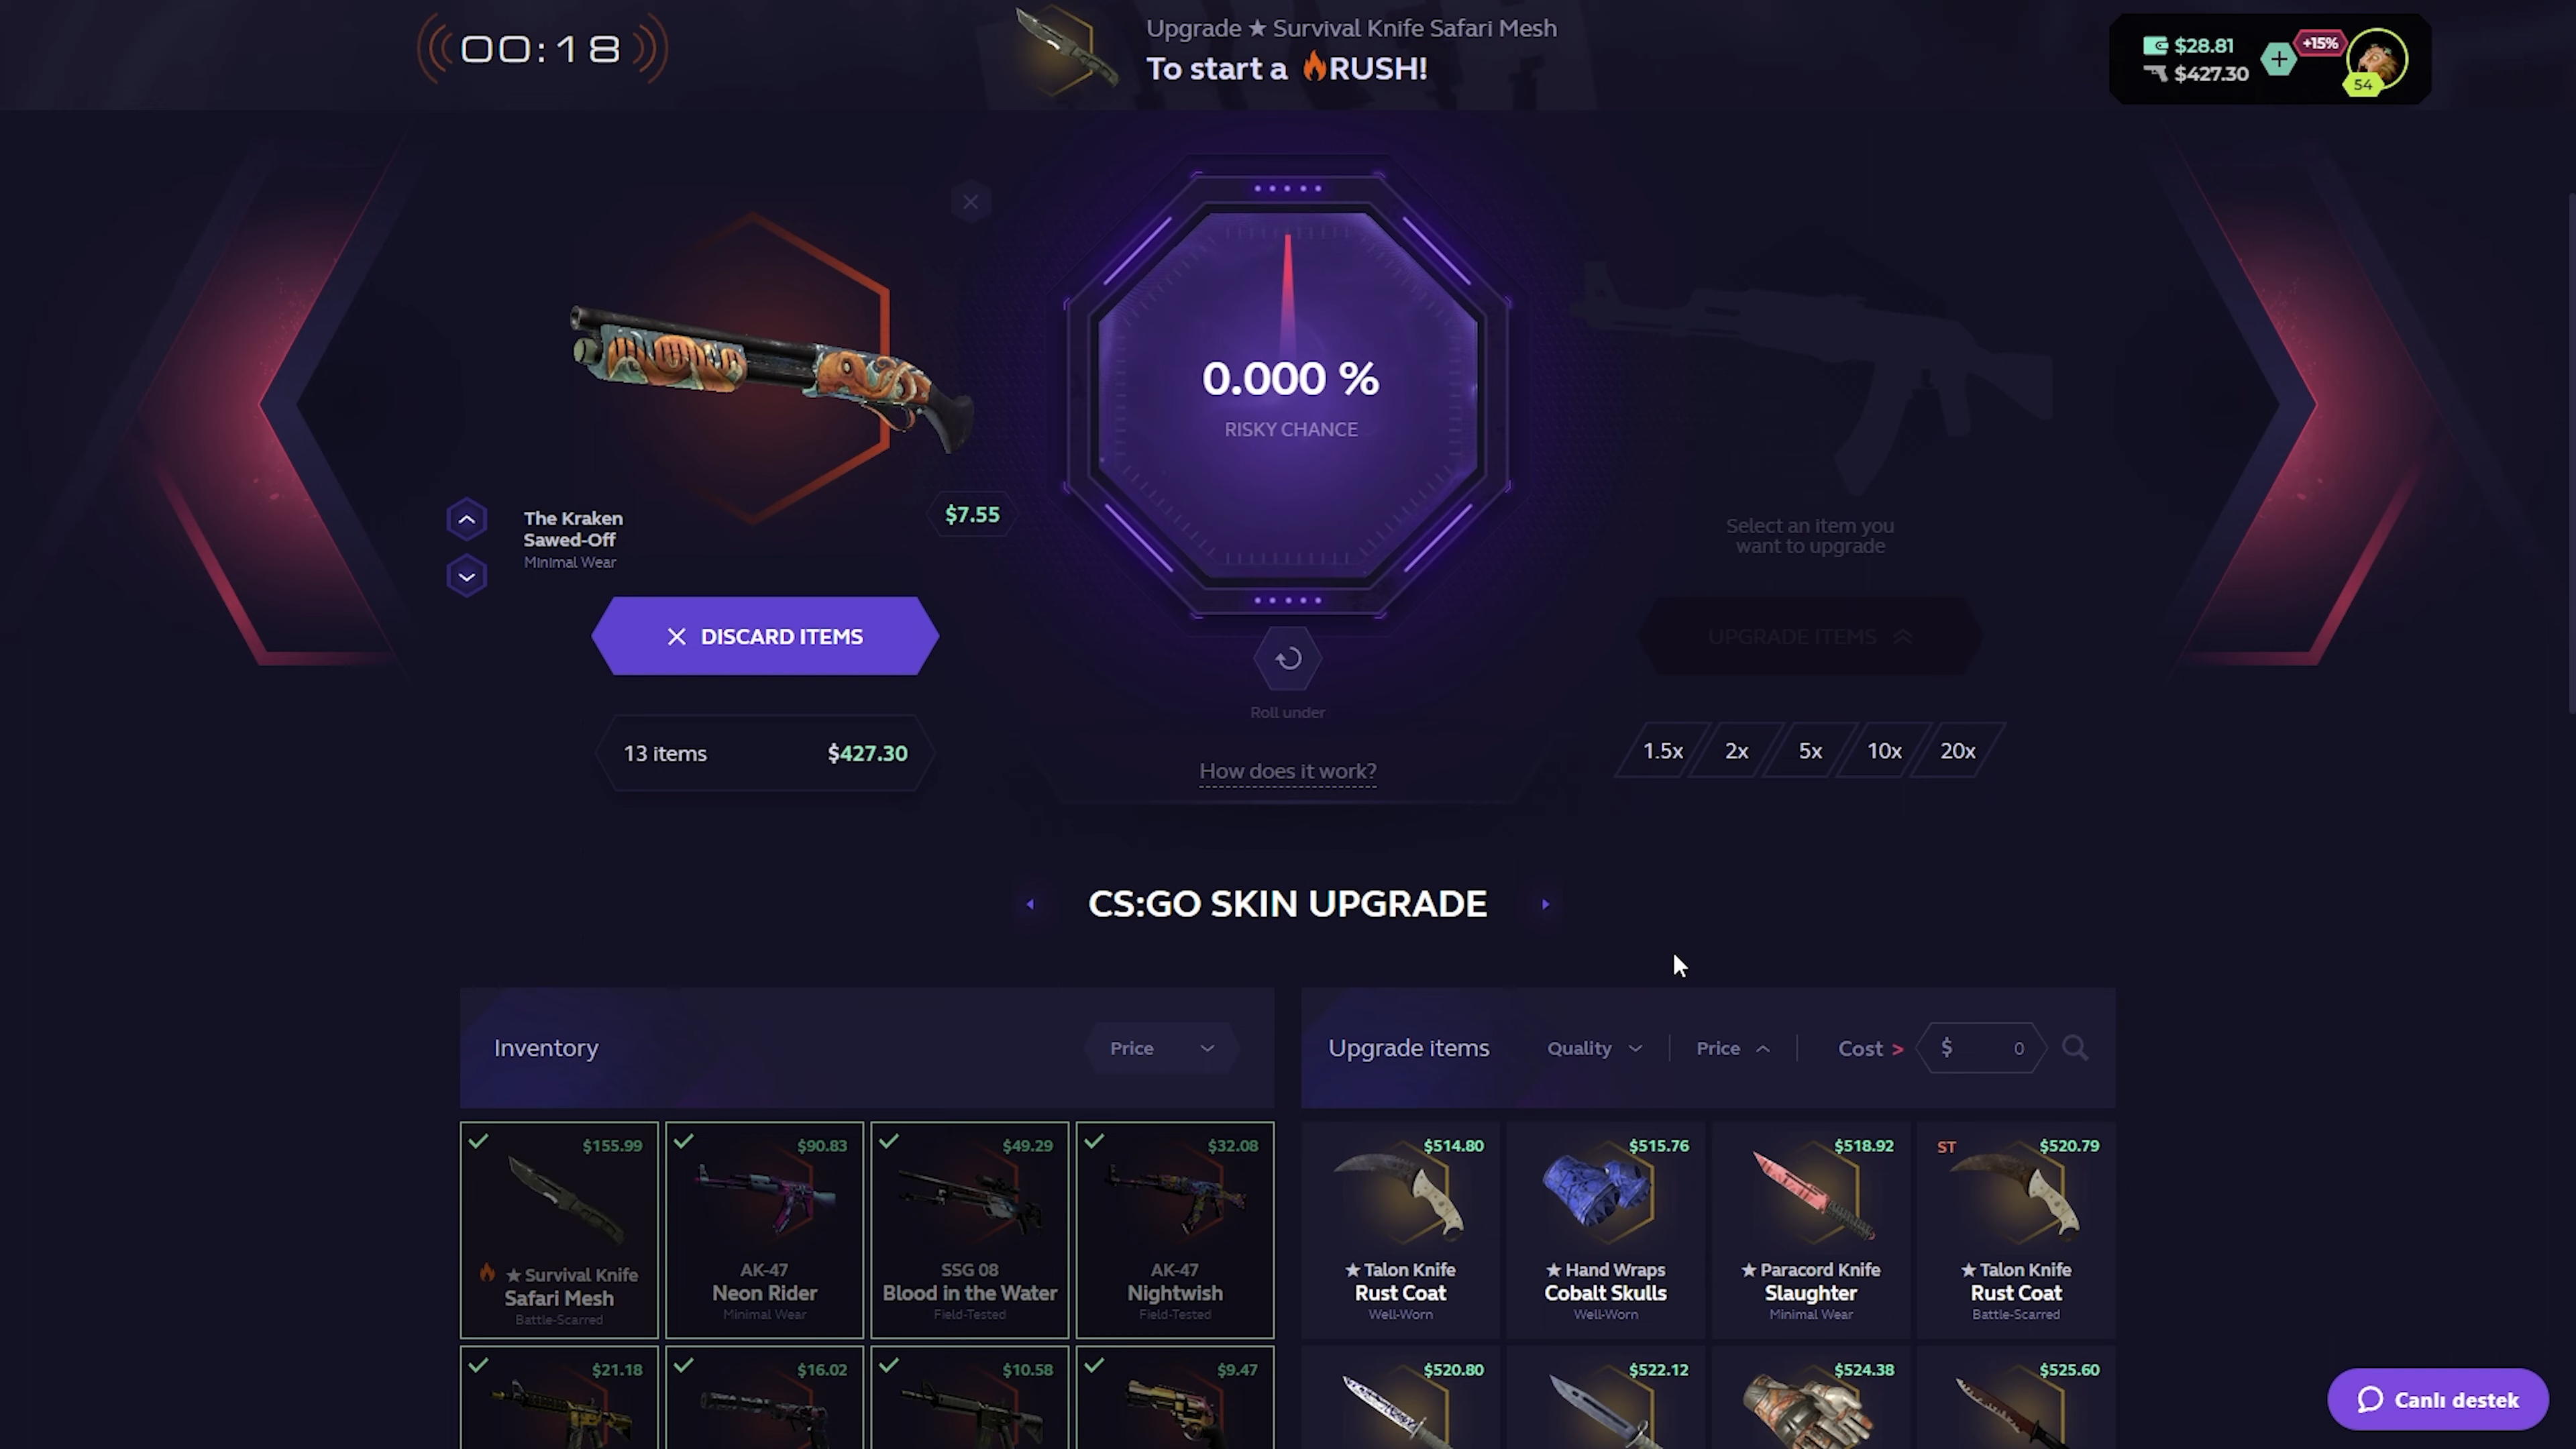 00:18
Upgrade ★ Survival Knife Safari Mesh
To start a RUSH!
$28.81
$427.30
+15%
54
0.000 %
RISKY CHANCE
$7.55
The Kraken
Sawed-Off
Minimal Wear
Select an item you
want to upgrade
DISCARD ITEMS
UPGRADE ITEMS
Roll under
13 items $427.30
1.5x 2x 5x 10x 20x
How does it work?
CS:GO SKIN UPGRADE
Inventory Price
Upgrade items Quality Price Cost > $ 0
$155.99
★ Survival Knife
Safari Mesh
Battle-Scarred
$90.83
AK-47
Neon Rider
Minimal Wear
$49.29
SSG 08
Blood in the Water
Field-Tested
$32.08
AK-47
Nightwish
Field-Tested
$514.80
★ Talon Knife
Rust Coat
Well-Worn
$515.76
★ Hand Wraps
Cobalt Skulls
Well-Worn
$518.92
★ Paracord Knife
Slaughter
Minimal Wear
ST $520.79
★ Talon Knife
Rust Coat
Battle-Scarred
$21.18
$16.02
$10.58
$9.47
$520.80
$522.12
$524.38
$525.60
Canlı destek